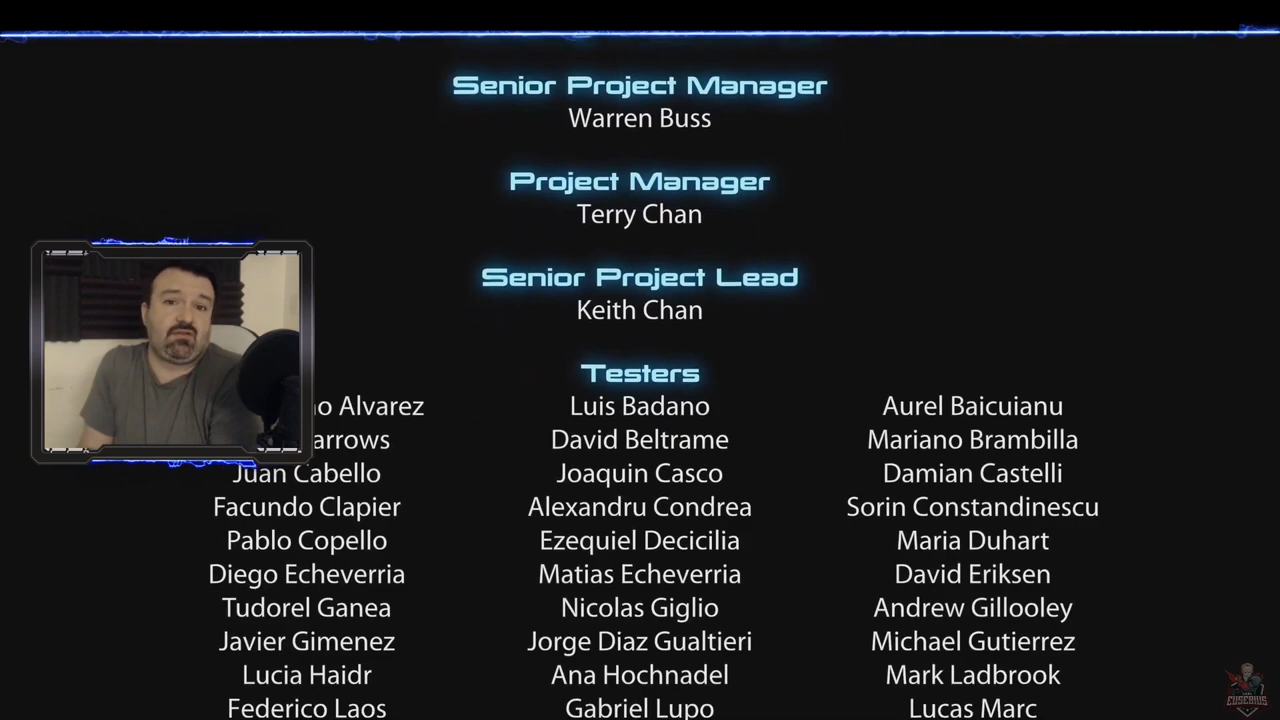 Senior Project Manager
Warren Buss
Project Manager
Terry Chan
Senior Project Lead
Keith Chan
Testers
Alvarez Luis Badano Aurel Baicuianu
David Beltrame Mariano Brambilla
Juan Cabello Joaquin Casco Damian Castelli
Facundo Clapier Alexandru Condrea Sorin Constandinescu
Pablo Copello Ezequiel Decicilia Maria Duhart
Diego Echeverria Matias Echeverria David Eriksen
Tudorel Ganea Nicolas Giglio Andrew Gillooley
Javier Gimenez Jorge Diaz Gualtieri Michael Gutierrez
Lucia Haidr Ana Hochnadel Mark Ladbrook
Federico Laos Gabriel Lupo Lucas Marc
EUSEBIUS